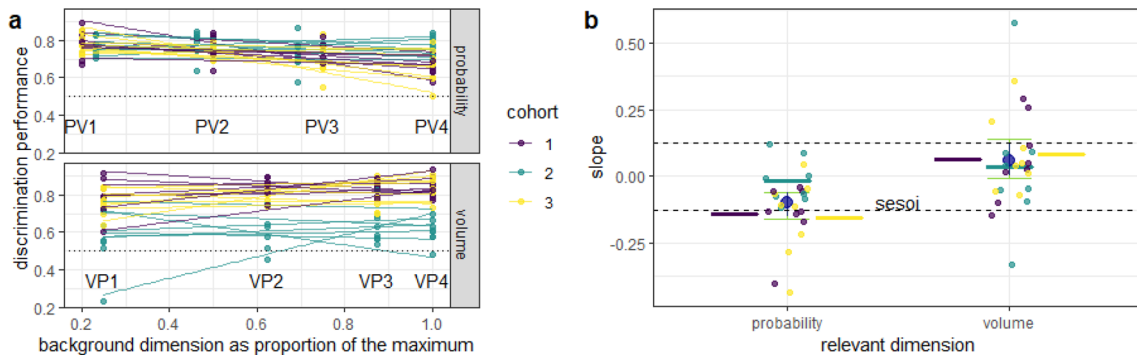 a
discrimination performance
0.8
0.6
0.4
0.2
PV1 PV2 PV3 PV4
probability
0.8
0.6
0.4
0.2
VP1 VP2 VP3 VP4
volume
0.2 0.4 0.6 0.8 1.0
background dimension as proportion of the maximum
cohort
1
2
3
b
slope
0.50
0.25
0.00
-0.25
sesoi
probability volume
relevant dimension